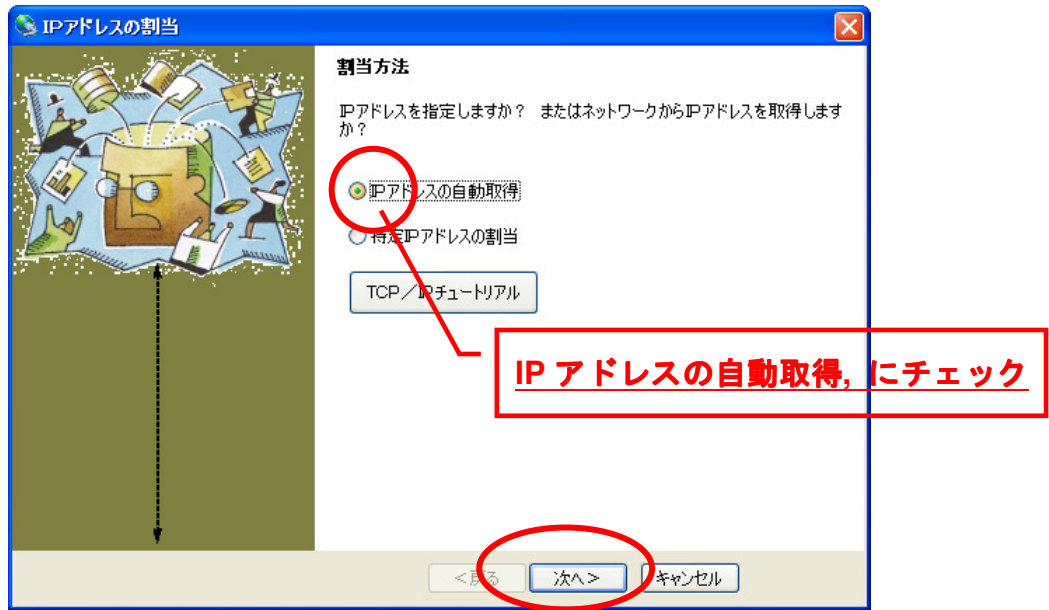 IPアドレスの割当
割当方法
IPアドレスを指定しますか？ またはネットワークからIPアドレスを取得します
か？
IPアドレスの自動取得
特定IPアドレスの割当
TCP／IPチュートリアル
IP アドレスの自動取得, にチェック
＜戻る 次へ＞ キャンセル